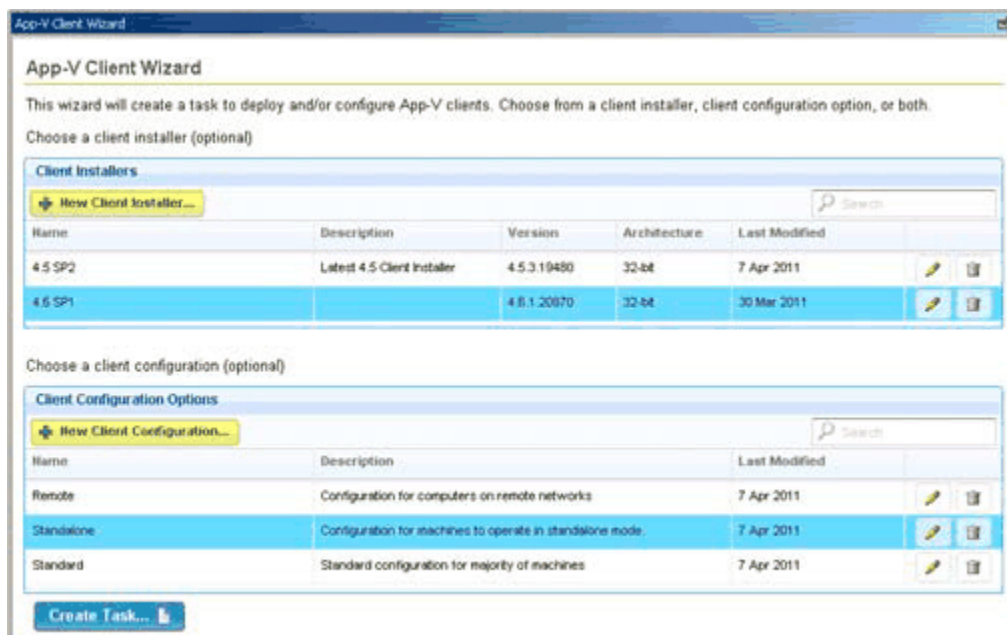 App-V Client Wizard
App-V Client Wizard
This wizard will create a task to deploy and/or configure App-V clients. Choose from a client installer, client configuration option, or both.
Choose a client installer (optional)
Client Installers
New Client Installer...
Search
Name Description Version Architecture Last Modified
4.5 SP2 Latest 4.5 Client Installer 4.5.3.19480 32-bit 7 Apr 2011
4.6 SP1 4.6.1.20870 32-bit 30 Mar 2011
Choose a client configuration (optional)
Client Configuration Options
New Client Configuration...
Search
Name Description Last Modified
Remote Configuration for computers on remote networks 7 Apr 2011
Standalone Configuration for machines to operate in standalone mode. 7 Apr 2011
Standard Standard configuration for majority of machines 7 Apr 2011
Create Task...